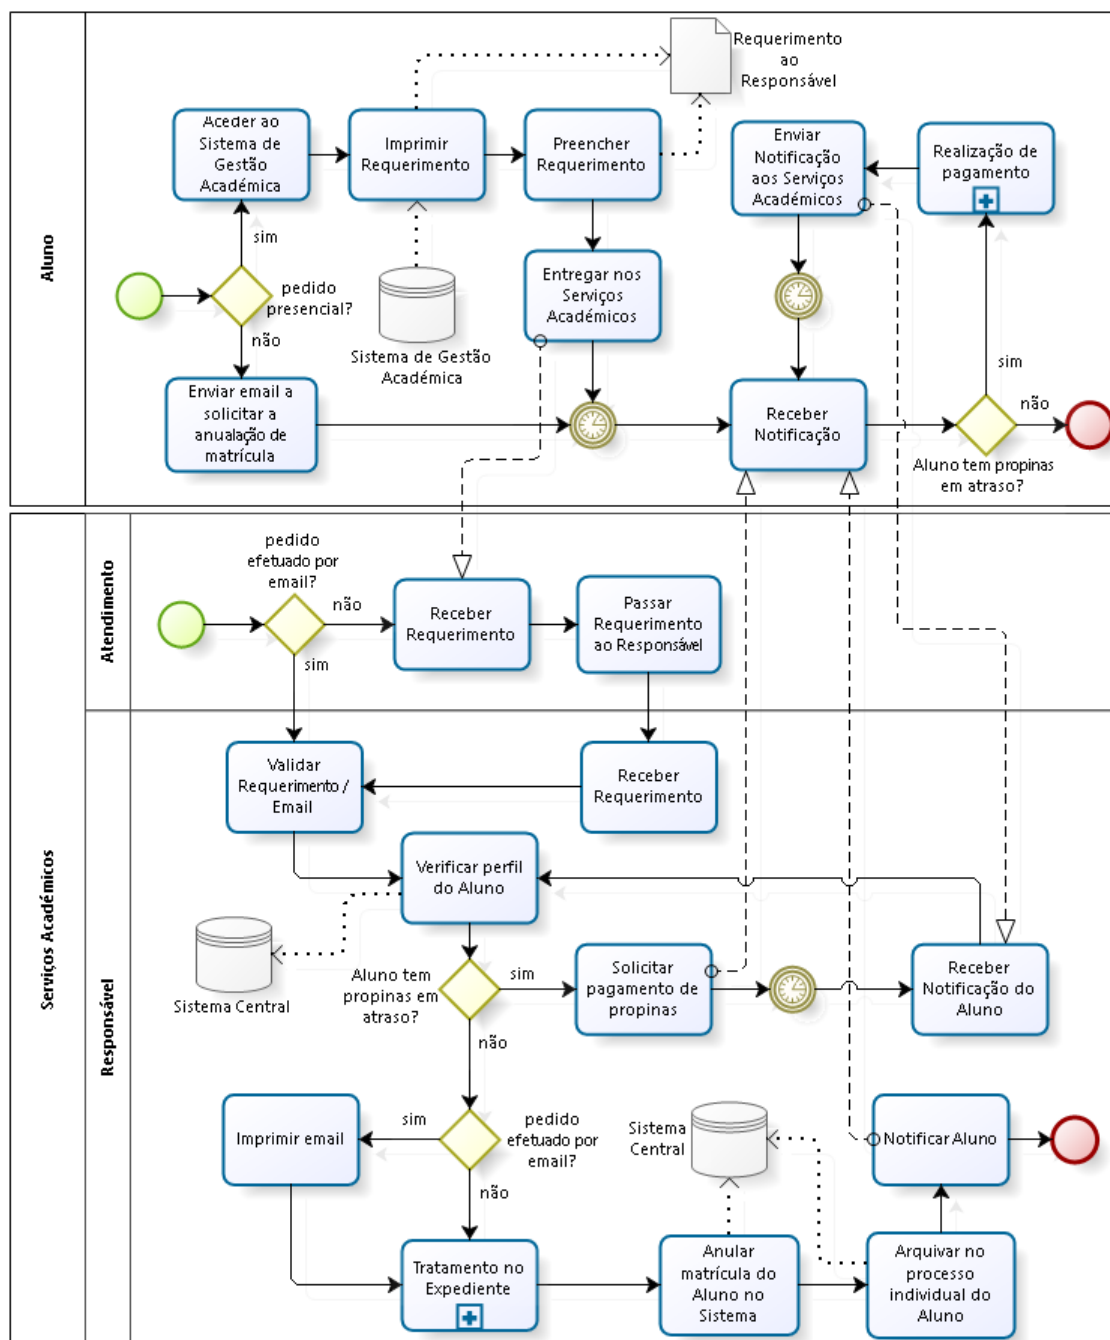 Requerimento
ao
Responsável
Aceder ao
Sistema de
Gestão
Académica
Imprimir
Requerimento
Preencher
Requerimento
Enviar
Notificação
aos Serviços
Académicos
Realização de
pagamento
sim
Aluno
pedido
presencial?
não
Entregar nos
Serviços
Académicos
Sistema de Gestão
Académica
Enviar email a
solicitar a
anualação de
matrícula
Receber
Notificação
sim
não
Aluno tem propinas
em atraso?
Serviços Académicos
Atendimento
pedido
efetuado por
email?
não
sim
Receber
Requerimento
Passar
Requerimento
ao Responsável
Responsável
Validar
Requerimento /
Email
Receber
Requerimento
Verificar perfil
do Aluno
Sistema Central
Aluno tem
propinas em
atraso?
sim
não
Solicitar
pagamento de
propinas
Receber
Notificação do
Aluno
Imprimir email
sim
pedido
efetuado por
email?
não
Sistema
Central
Notificar Aluno
Tratamento no
Expediente
Anular
matrícula do
Aluno no
Sistema
Arquivar no
processo
individual do
Aluno